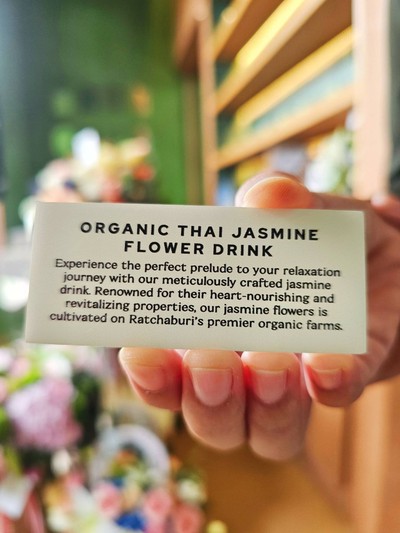 ORGANIC THAI JASMINE
FLOWER DRINK
Experience the perfect prelude to your relaxation
journey with our meticulously crafted jasmine
drink. Renowned for their heart-nourishing and
revitalizing properties, our jasmine flowers is
cultivated on Ratchaburi's premier organic farms.